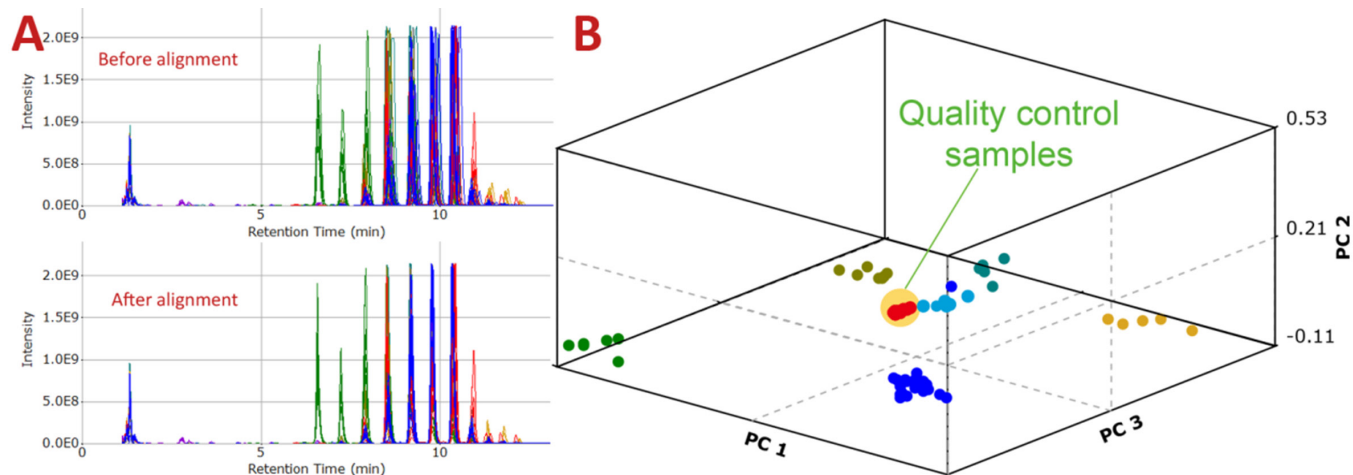 A
Before alignment
Intensity
2.0E9
1.5E9
1.0E9
5.0E8
0.0E0
0
5
10
Retention Time (min)
After alignment
Intensity
2.0E9
1.5E9
1.0E9
5.0E8
0.0E0
0
5
10
Retention Time (min)
B
Quality control
samples
0.53
0.21
-0.11
PC 2
PC 1
PC 3